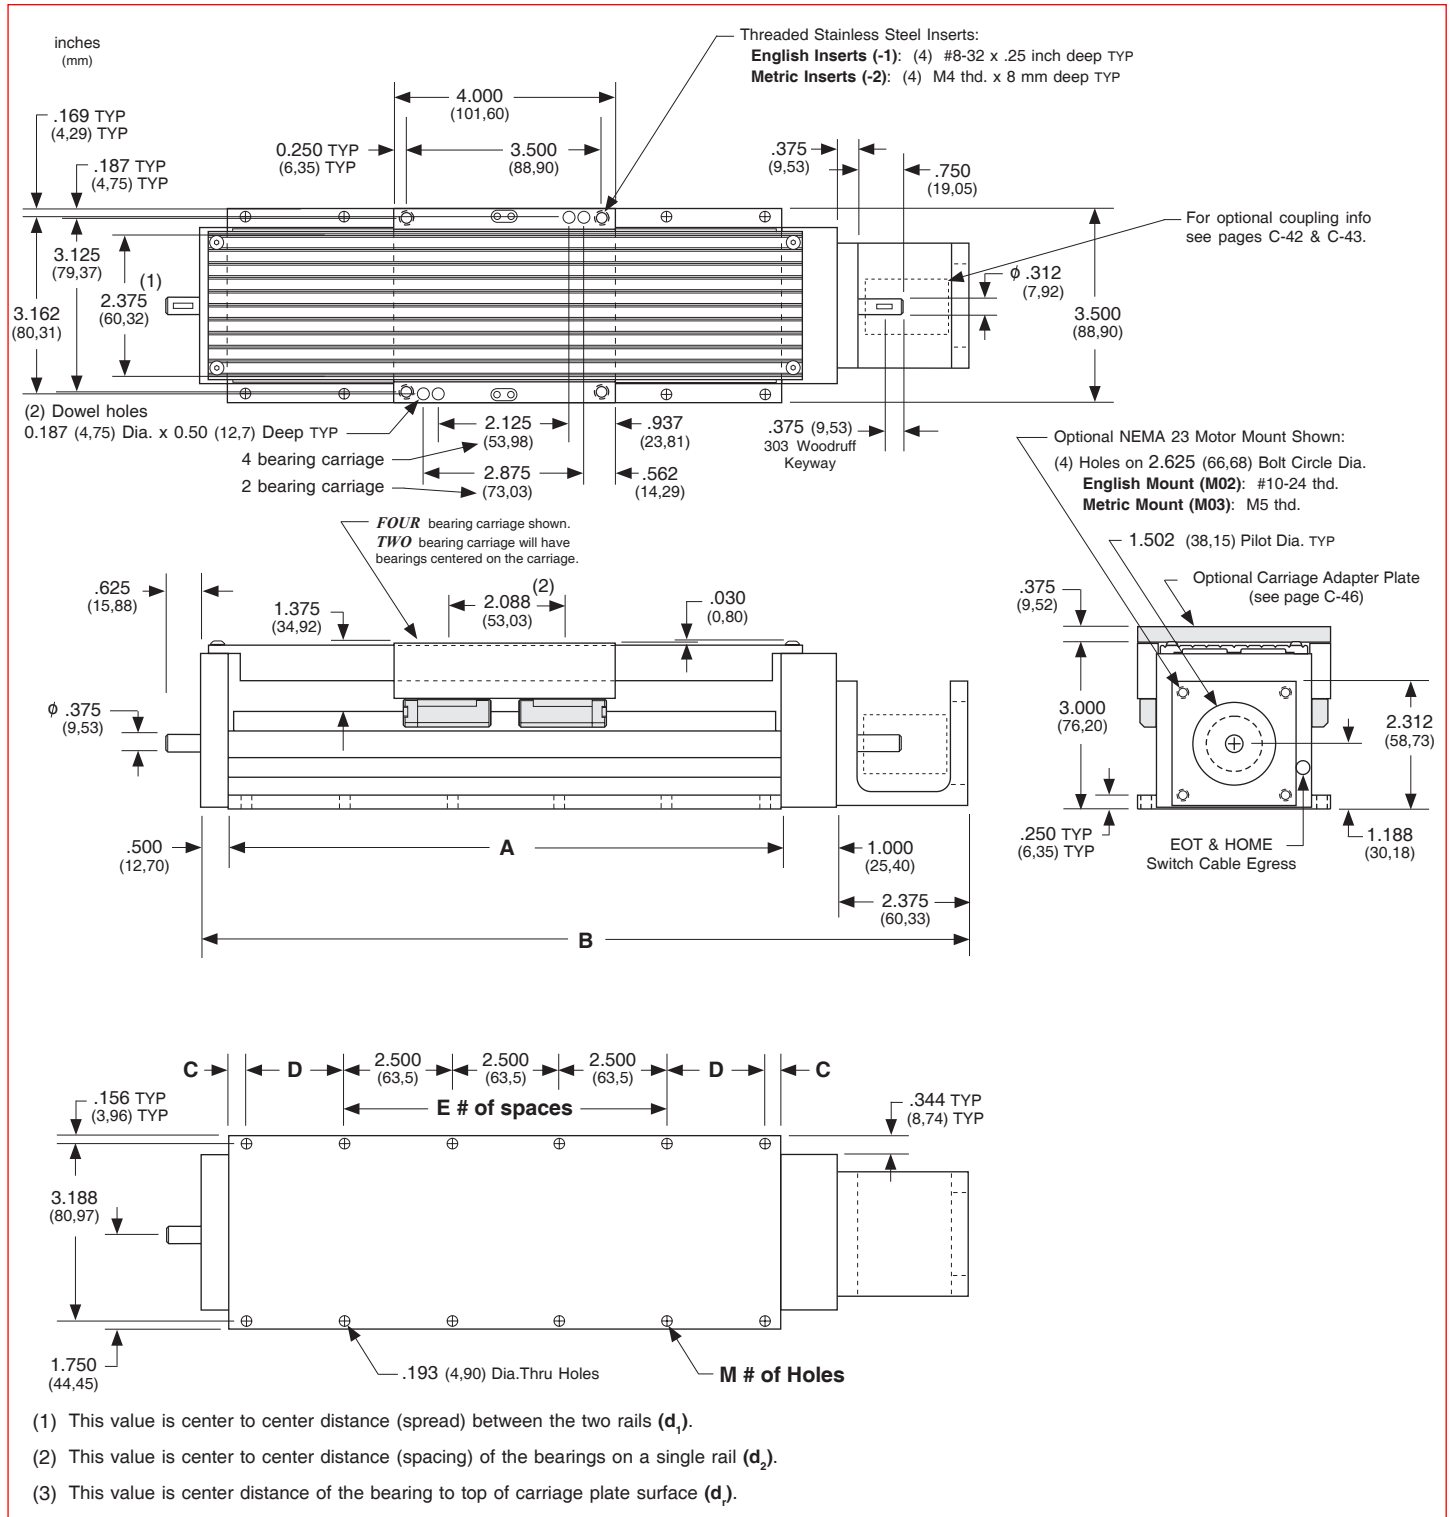 inches
(mm)
Threaded Stainless Steel Inserts:
English Inserts (-1): (4) #8-32 x .25 inch deep TYP
Metric Inserts (-2): (4) M4 thd. x 8 mm deep TYP
4.000
(101,60)
.169 TYP
(4,29) TYP
0.250 TYP
(6,35) TYP
3.500
(88,90)
.375
(9,53)
.750
(19,05)
.187 TYP
(4,75) TYP
For optional coupling info
see pages C-42 & C-43.
3.125
(79,37)
(1)
2.375
(60,32)
3.162
(80,31)
ϕ .312
(7,92)
3.500
(88,90)
(2) Dowel holes
0.187 (4,75) Dia. x 0.50 (12,7) Deep TYP
2.125
(53,98)
.937
(23,81)
4 bearing carriage
2.875
(73,03)
.562
(14,29)
2 bearing carriage
.375 (9,53)
303 Woodruff
Keyway
Optional NEMA 23 Motor Mount Shown:
(4) Holes on 2.625 (66,68) Bolt Circle Dia.
English Mount (M02): #10-24 thd.
Metric Mount (M03): M5 thd.
FOUR bearing carriage shown.
TWO bearing carriage will have
bearings centered on the carriage.
1.502 (38,15) Pilot Dia. TYP
Optional Carriage Adapter Plate
(see page C-46)
.625
(15,88)
1.375
(34,92)
(2)
2.088
(53,03)
.030
(0,80)
.375
(9,52)
ϕ .375
(9,53)
3.000
(76,20)
2.312
(58,73)
.500
(12,70)
A
1.000
(25,40)
.250 TYP
(6,35) TYP
EOT & HOME
Switch Cable Egress
1.188
(30,18)
2.375
(60,33)
B
C
D
2.500
(63,5)
2.500
(63,5)
2.500
(63,5)
D
C
.156 TYP
(3,96) TYP
E # of spaces
.344 TYP
(8,74) TYP
3.188
(80,97)
1.750
(44,45)
.193 (4,90) Dia.Thru Holes
M # of Holes
(1) This value is center to center distance (spread) between the two rails (d₁).
(2) This value is center to center distance (spacing) of the bearings on a single rail (d₂).
(3) This value is center distance of the bearing to top of carriage plate surface (dᵣ).